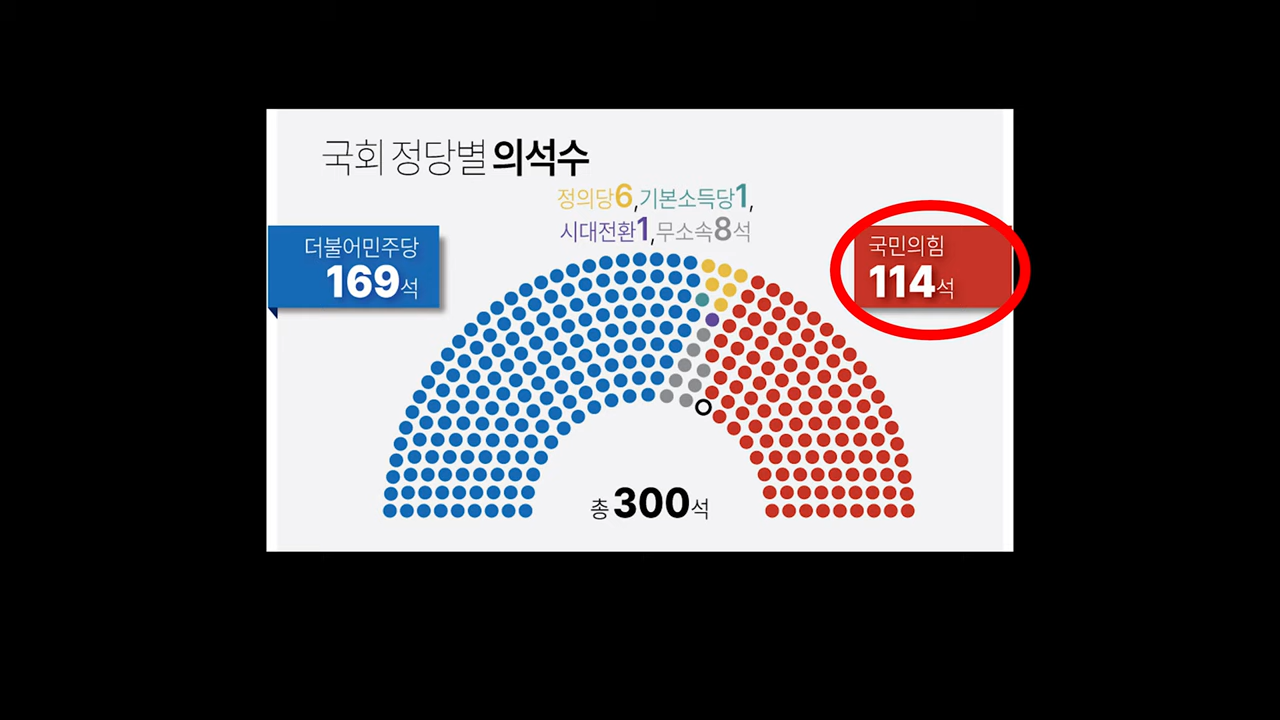 국회 정당별 의석수
정의당6,기본소득당1,
시대전환1,무소속8석
더불어민주당
169석
국민의힘
114석
총 300석